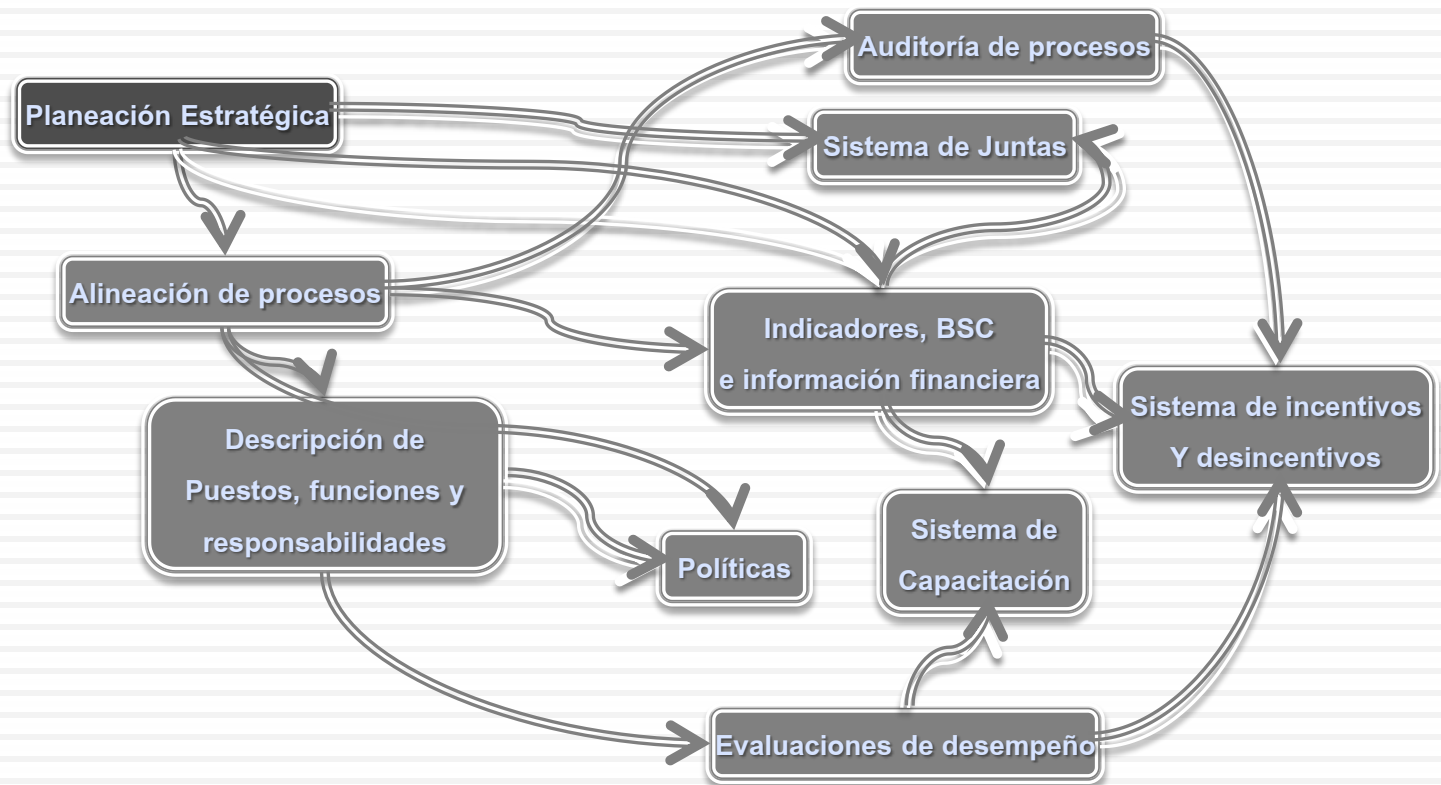 Auditoría de procesos
Planeación Estratégica
Sistema de Juntas
Alineación de procesos
Indicadores, BSC
e información financiera
Sistema de incentivos
Y desincentivos
Descripción de
Puestos, funciones y
responsabilidades
Políticas
Sistema de
Capacitación
Evaluaciones de desempeño